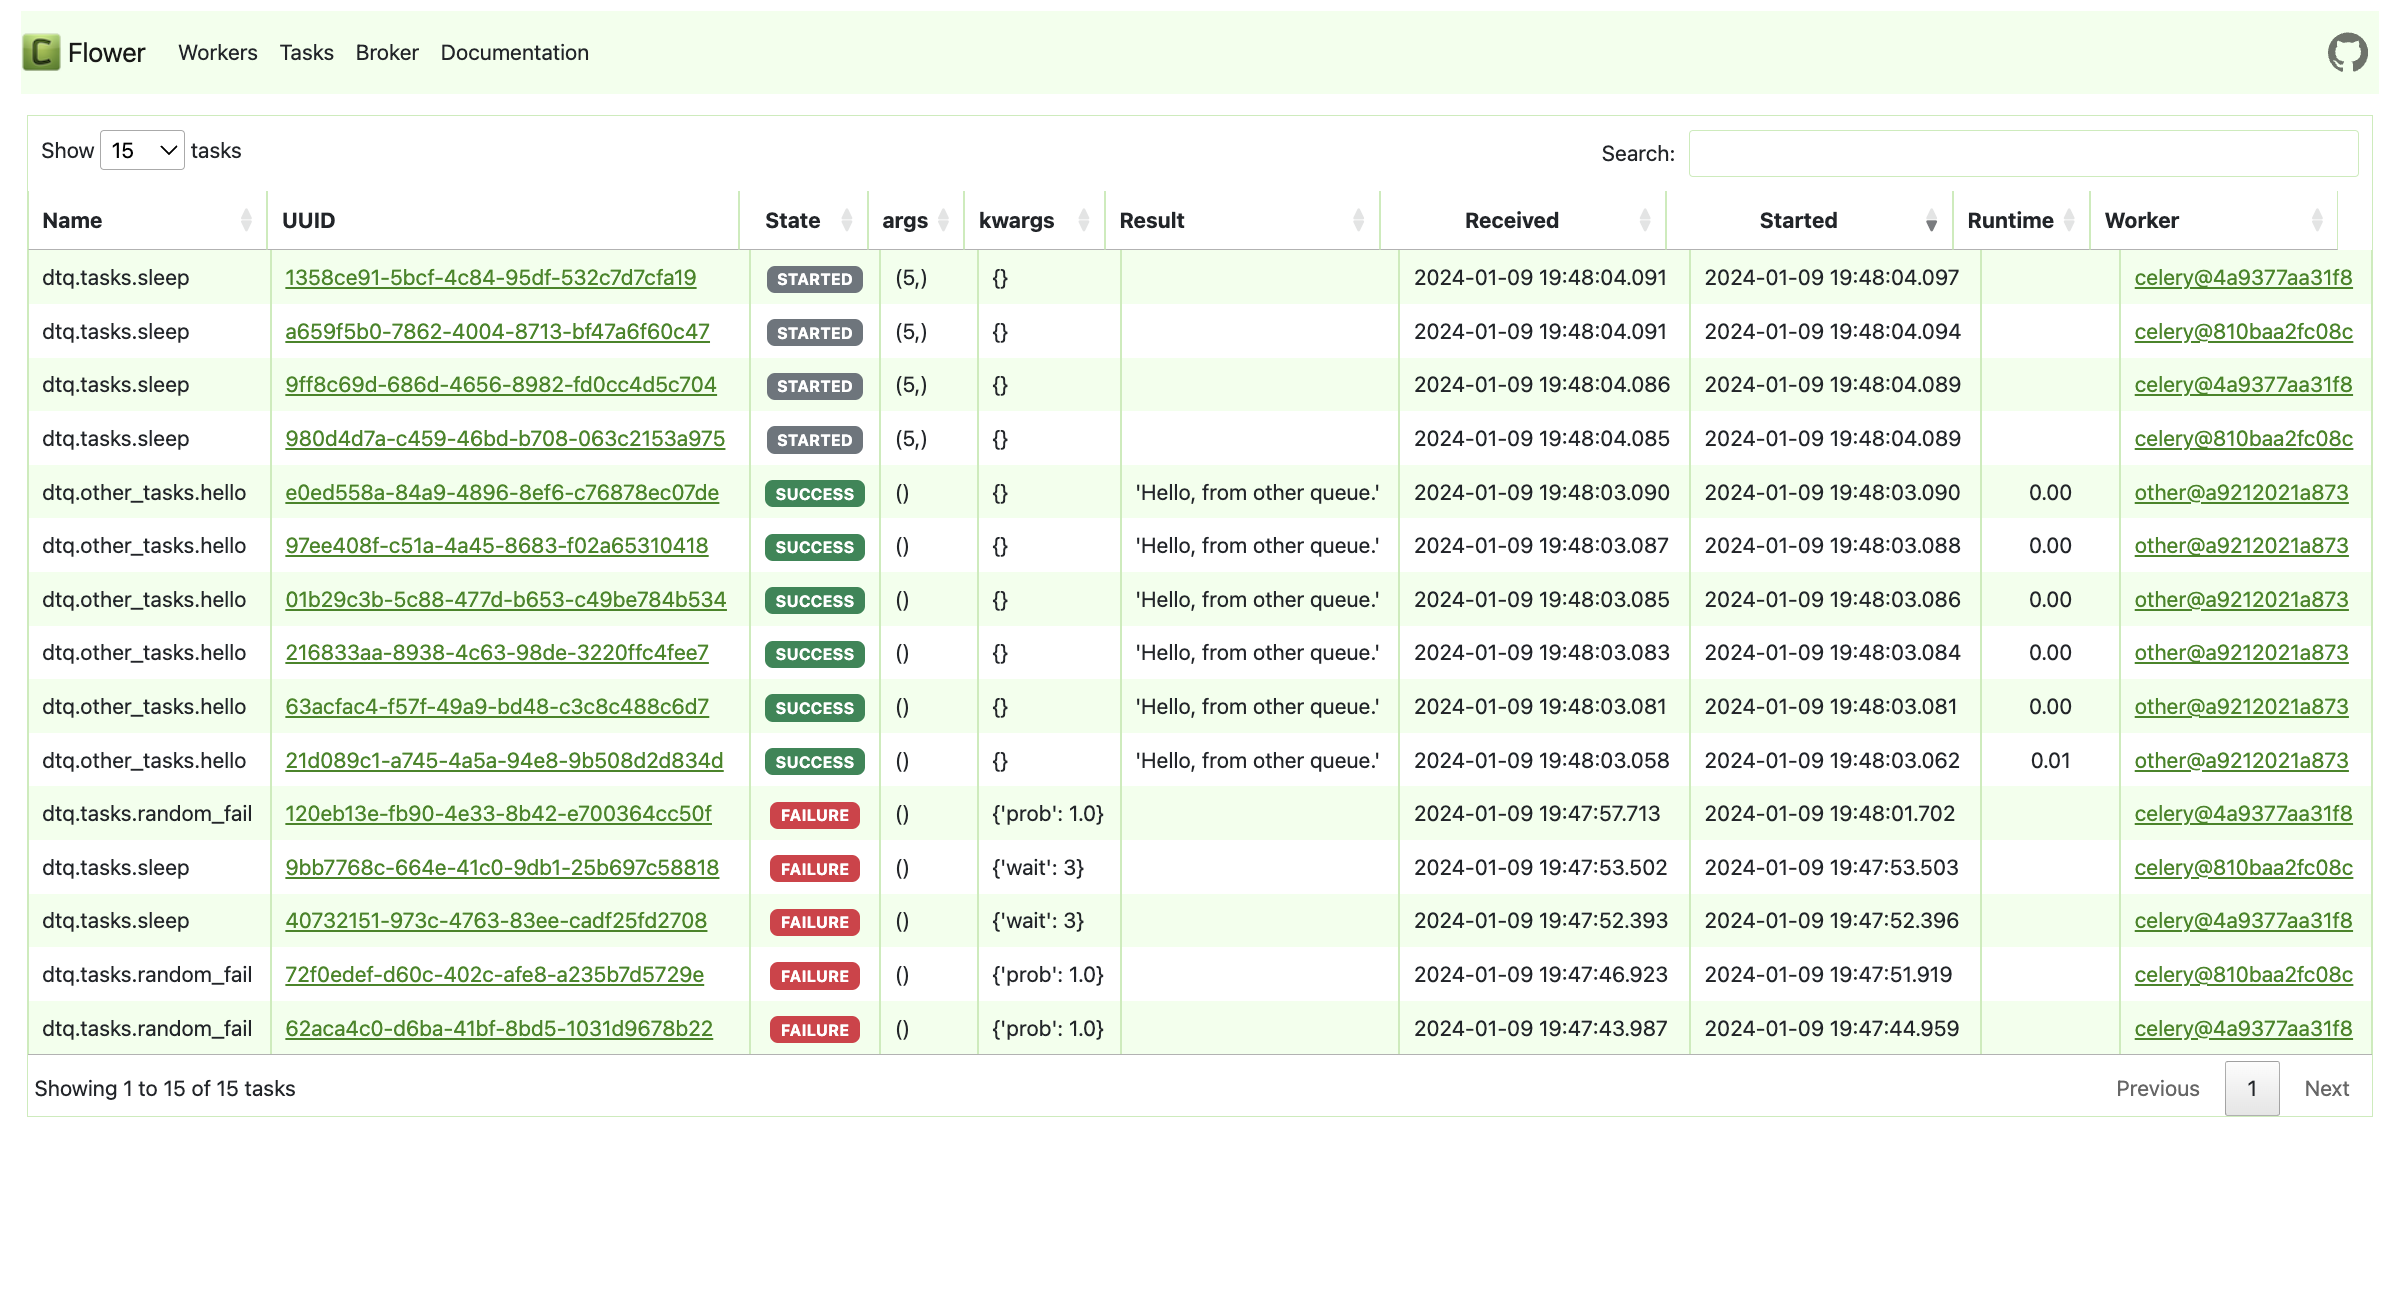 C Flower Workers Tasks Broker Documentation
Show 15 tasks Search:
Name UUID State args kwargs Result Received Started Runtime Worker
dtq.tasks.sleep 1358ce91-5bcf-4c84-95df-532c7d7cfa19 STARTED (5,) {} 2024-01-09 19:48:04.091 2024-01-09 19:48:04.097 celery@4a9377aa31f8
dtq.tasks.sleep a659f5b0-7862-4004-8713-bf47a6f60c47 STARTED (5,) {} 2024-01-09 19:48:04.091 2024-01-09 19:48:04.094 celery@810baa2fc08c
dtq.tasks.sleep 9ff8c69d-686d-4656-8982-fd0cc4d5c704 STARTED (5,) {} 2024-01-09 19:48:04.086 2024-01-09 19:48:04.089 celery@4a9377aa31f8
dtq.tasks.sleep 980d4d7a-c459-46bd-b708-063c2153a975 STARTED (5,) {} 2024-01-09 19:48:04.085 2024-01-09 19:48:04.089 celery@810baa2fc08c
dtq.other_tasks.hello e0ed558a-84a9-4896-8ef6-c76878ec07de SUCCESS () {} 'Hello, from other queue.' 2024-01-09 19:48:03.090 2024-01-09 19:48:03.090 0.00 other@a9212021a873
dtq.other_tasks.hello 97ee408f-c51a-4a45-8683-f02a65310418 SUCCESS () {} 'Hello, from other queue.' 2024-01-09 19:48:03.087 2024-01-09 19:48:03.088 0.00 other@a9212021a873
dtq.other_tasks.hello 01b29c3b-5c88-477d-b653-c49be784b534 SUCCESS () {} 'Hello, from other queue.' 2024-01-09 19:48:03.085 2024-01-09 19:48:03.086 0.00 other@a9212021a873
dtq.other_tasks.hello 216833aa-8938-4c63-98de-3220ffc4fee7 SUCCESS () {} 'Hello, from other queue.' 2024-01-09 19:48:03.083 2024-01-09 19:48:03.084 0.00 other@a9212021a873
dtq.other_tasks.hello 63acfac4-f57f-49a9-bd48-c3c8c488c6d7 SUCCESS () {} 'Hello, from other queue.' 2024-01-09 19:48:03.081 2024-01-09 19:48:03.081 0.00 other@a9212021a873
dtq.other_tasks.hello 21d089c1-a745-4a5a-94e8-9b508d2d834d SUCCESS () {} 'Hello, from other queue.' 2024-01-09 19:48:03.058 2024-01-09 19:48:03.062 0.01 other@a9212021a873
dtq.tasks.random_fail 120eb13e-fb90-4e33-8b42-e700364cc50f FAILURE () {'prob': 1.0} 2024-01-09 19:47:57.713 2024-01-09 19:48:01.702 celery@4a9377aa31f8
dtq.tasks.sleep 9bb7768c-664e-41c0-9db1-25b697c58818 FAILURE () {'wait': 3} 2024-01-09 19:47:53.502 2024-01-09 19:47:53.503 celery@810baa2fc08c
dtq.tasks.sleep 40732151-973c-4763-83ee-cadf25fd2708 FAILURE () {'wait': 3} 2024-01-09 19:47:52.393 2024-01-09 19:47:52.396 celery@4a9377aa31f8
dtq.tasks.random_fail 72f0edef-d60c-402c-afe8-a235b7d5729e FAILURE () {'prob': 1.0} 2024-01-09 19:47:46.923 2024-01-09 19:47:51.919 celery@810baa2fc08c
dtq.tasks.random_fail 62aca4c0-d6ba-41bf-8bd5-1031d9678b22 FAILURE () {'prob': 1.0} 2024-01-09 19:47:43.987 2024-01-09 19:47:44.959 celery@4a9377aa31f8
Showing 1 to 15 of 15 tasks Previous 1 Next